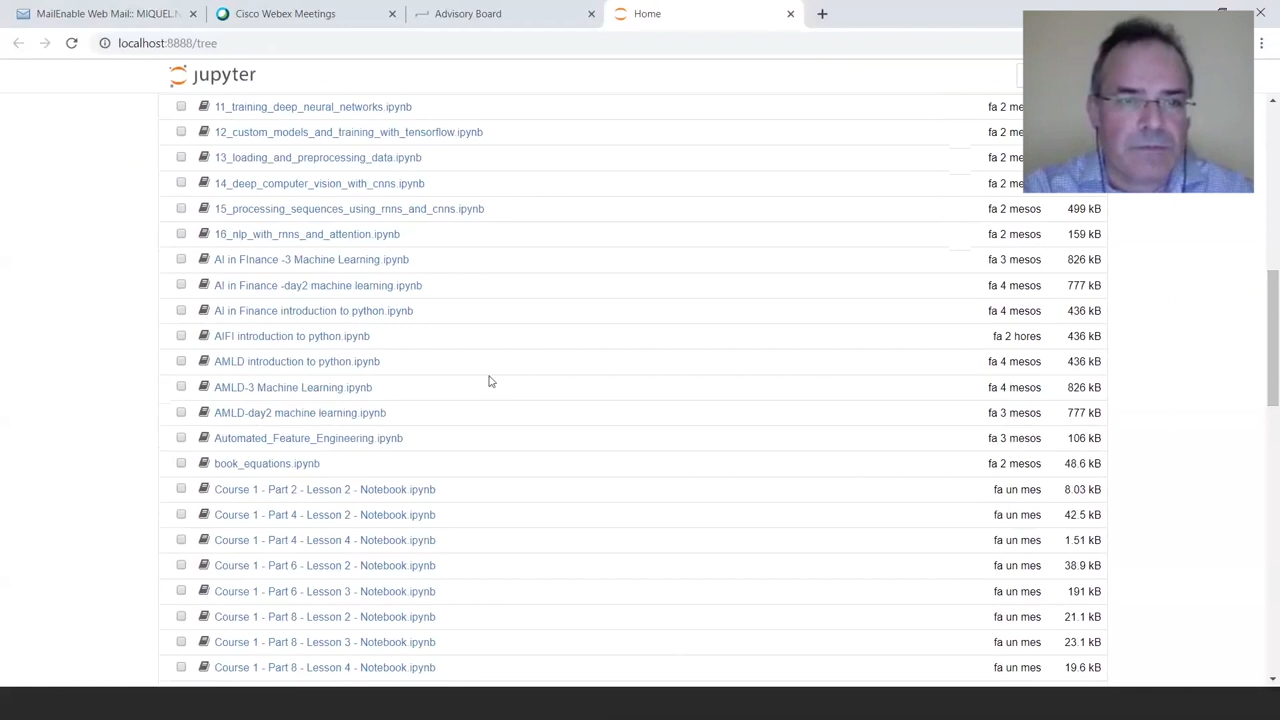 MailEnable Web Mail:: MIQUEL.N
Cisco Webex Meetings
Advisory Board
Home
localhost:8888/tree
jupyter
11_training_deep_neural_networks.ipynb fa 2 me
12_custom_models_and_training_with_tensorflow.ipynb fa 2 me
13_loading_and_preprocessing_data.ipynb fa 2 me
14_deep_computer_vision_with_cnns.ipynb fa 2 me
15_processing_sequences_using_rnns_and_cnns.ipynb fa 2 mesos 499 kB
16_nlp_with_rnns_and_attention.ipynb fa 2 mesos 159 kB
AI in FInance -3 Machine Learning.ipynb fa 3 mesos 826 kB
AI in Finance -day2 machine learning.ipynb fa 4 mesos 777 kB
AI in Finance introduction to python.ipynb fa 4 mesos 436 kB
AIFI introduction to python.ipynb fa 2 hores 436 kB
AMLD introduction to python.ipynb fa 4 mesos 436 kB
AMLD-3 Machine Learning.ipynb fa 4 mesos 826 kB
AMLD-day2 machine learning.ipynb fa 3 mesos 777 kB
Automated_Feature_Engineering.ipynb fa 3 mesos 106 kB
book_equations.ipynb fa 2 mesos 48.6 kB
Course 1 - Part 2 - Lesson 2 - Notebook.ipynb fa un mes 8.03 kB
Course 1 - Part 4 - Lesson 2 - Notebook.ipynb fa un mes 42.5 kB
Course 1 - Part 4 - Lesson 4 - Notebook.ipynb fa un mes 1.51 kB
Course 1 - Part 6 - Lesson 2 - Notebook.ipynb fa un mes 38.9 kB
Course 1 - Part 6 - Lesson 3 - Notebook.ipynb fa un mes 191 kB
Course 1 - Part 8 - Lesson 2 - Notebook.ipynb fa un mes 21.1 kB
Course 1 - Part 8 - Lesson 3 - Notebook.ipynb fa un mes 23.1 kB
Course 1 - Part 8 - Lesson 4 - Notebook.ipynb fa un mes 19.6 kB